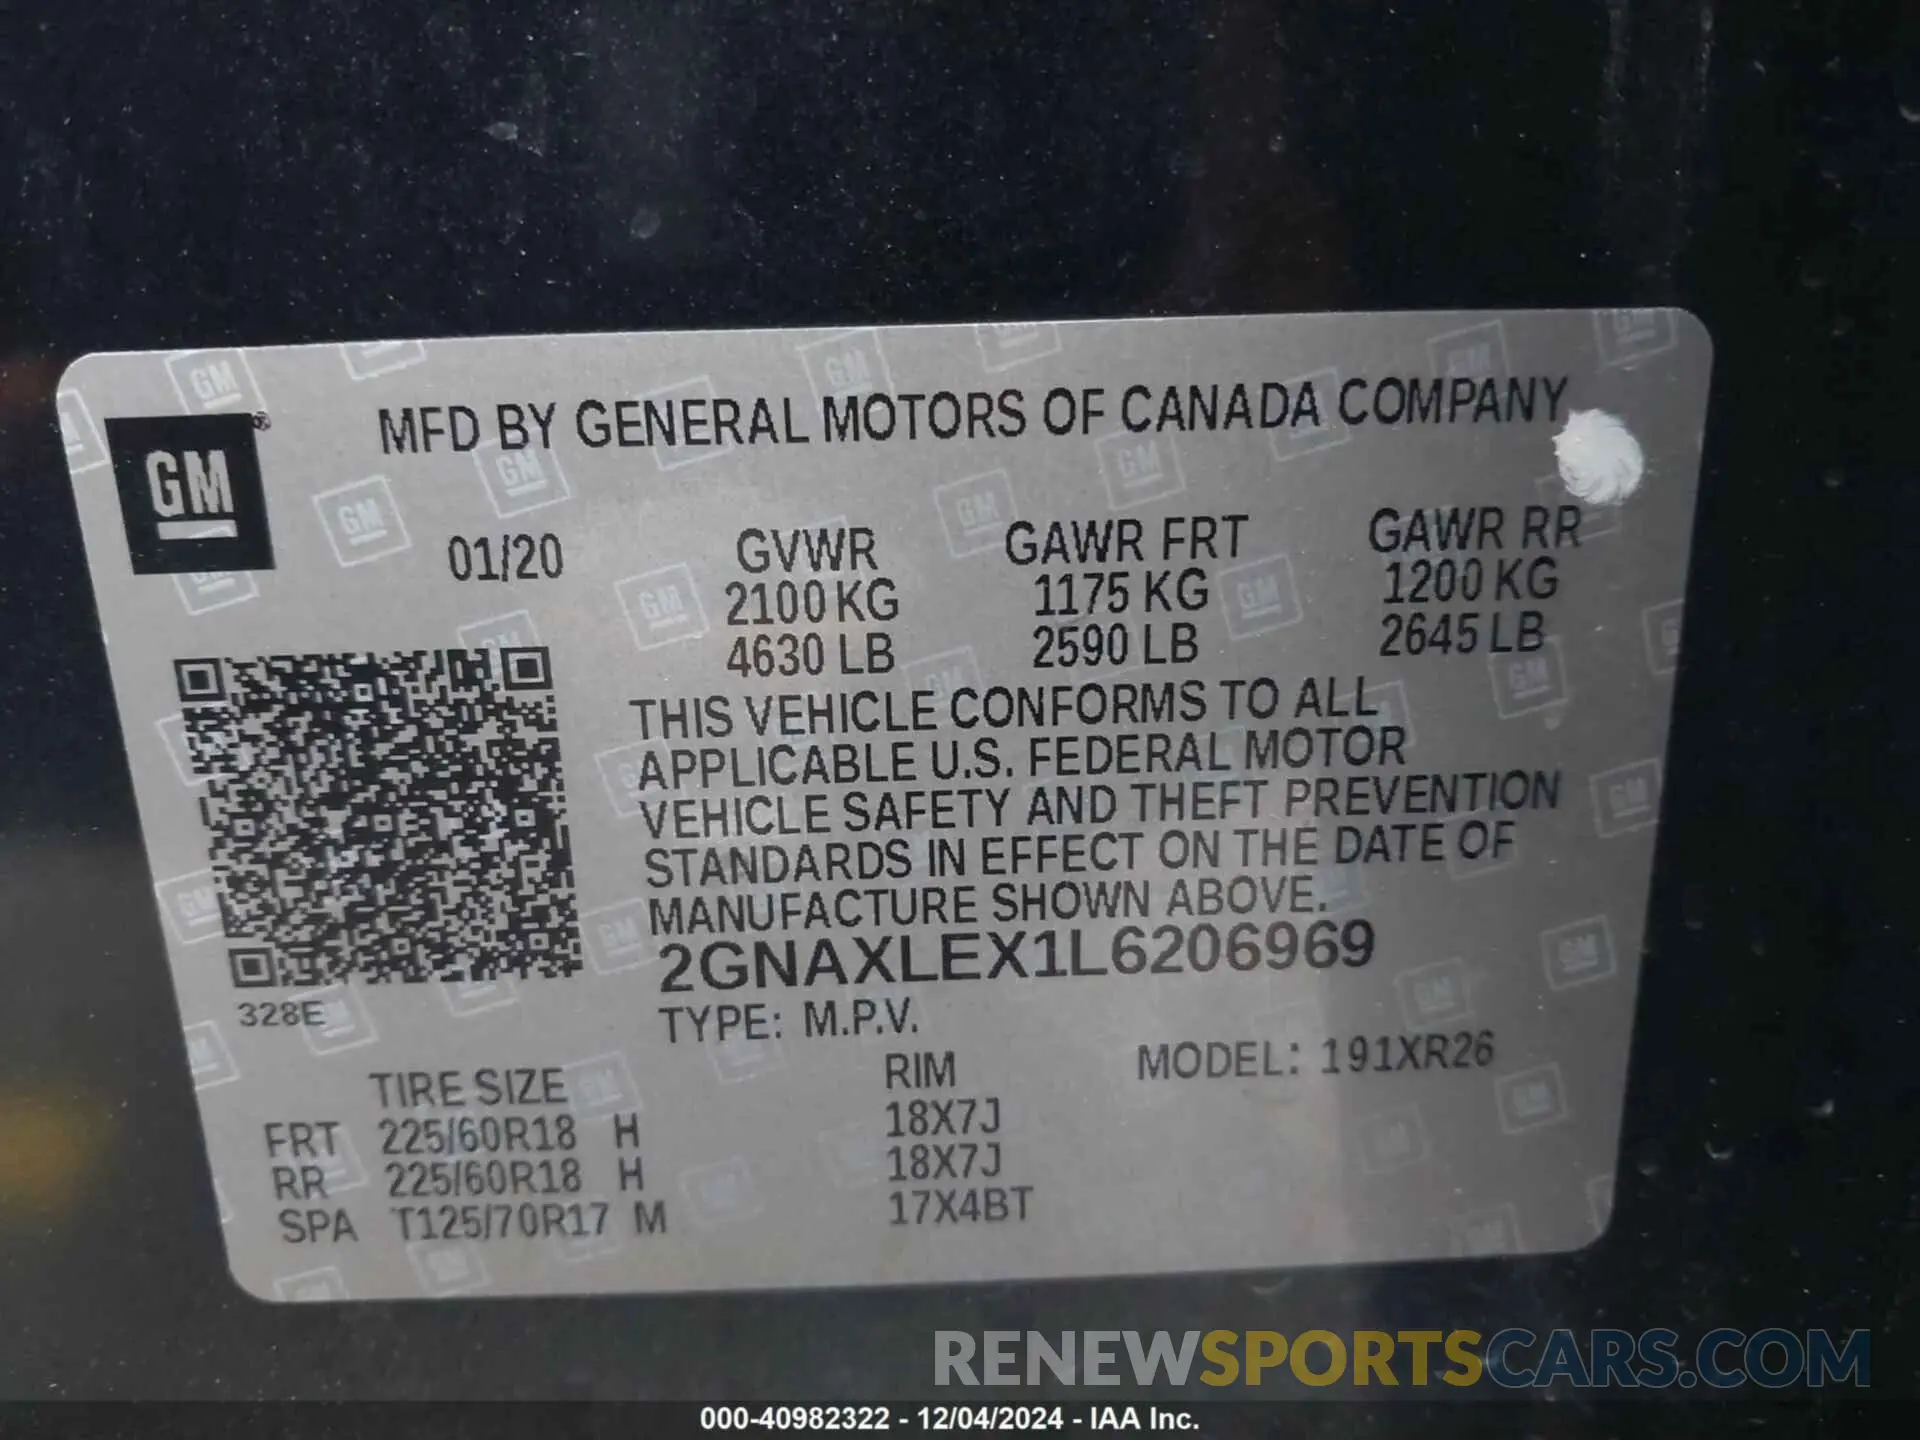 MFD BY GENERAL MOTORS OF CANADA COMPANY
GM ®
01/20 GVWR GAWR FRT GAWR RR
2100 KG 1175 KG 1200 KG
4630 LB 2590 LB 2645 LB
THIS VEHICLE CONFORMS TO ALL
APPLICABLE U.S. FEDERAL MOTOR
VEHICLE SAFETY AND THEFT PREVENTION
STANDARDS IN EFFECT ON THE DATE OF
MANUFACTURE SHOWN ABOVE.
2GNAXLEX1L6206969
328E
TYPE: M.P.V.
MODEL: 191XR26
TIRE SIZE RIM
FRT 225/60R18 H 18X7J
RR 225/60R18 H 18X7J
SPA T125/70R17 M 17X4BT
RENEWSPORTSCARS.COM
000-40982322 - 12/04/2024 - IAA Inc.